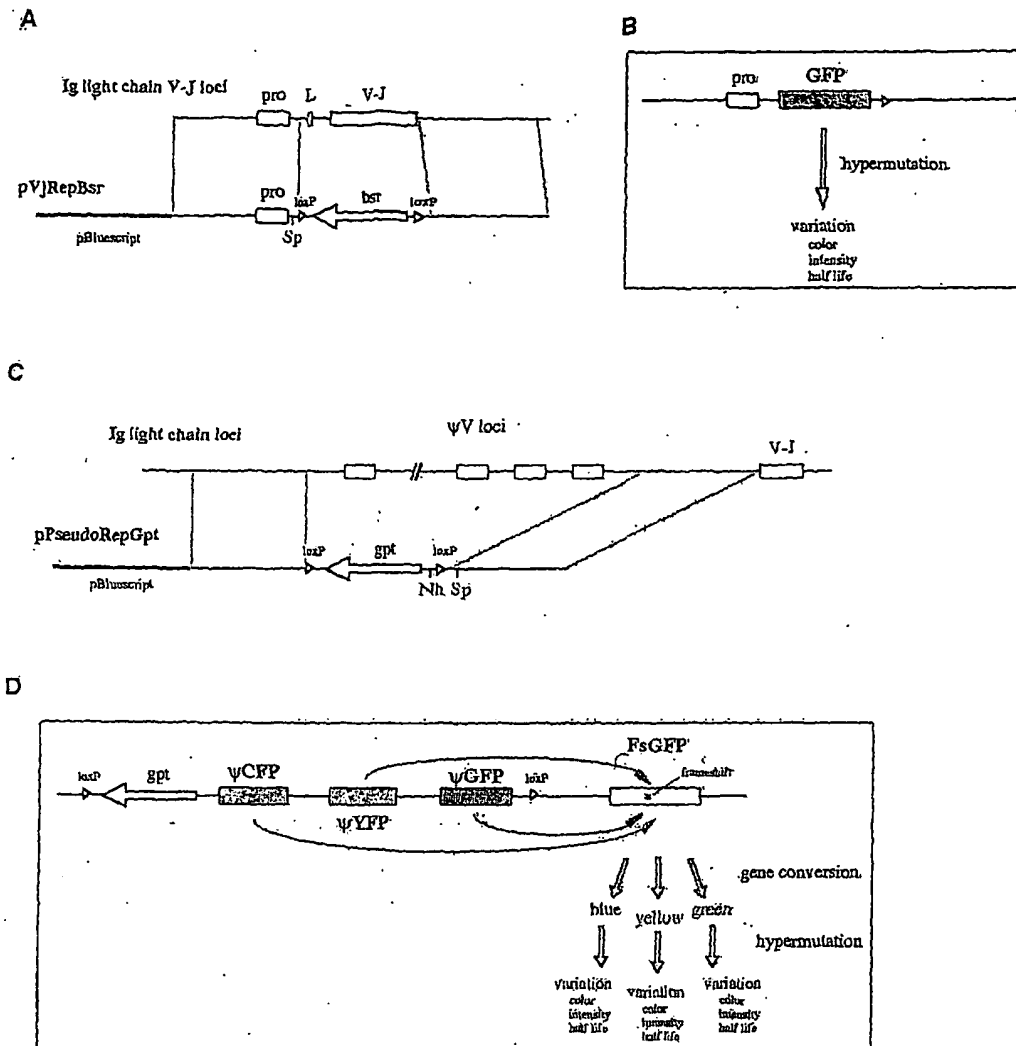 A
Ig light chain V-J loci
pro L V-J
pVjRepBsr
pro loxP bsr loxP
Sp
pBluescript
B
pro GFP
hypermutation
variation
color
intensity
half life
C
Ig light chain loci
ψV loci
V-J
pPseudoRepGpt
loxP gpt loxP
pBluescript
Nh Sp
D
FsGFP
loxP gpt ψCFP ψGFP loxP frameshift
ψYFP
gene conversion
blue yellow green
hypermutation
variation variation variation
color color color
intensity intensity intensity
half life half life half life